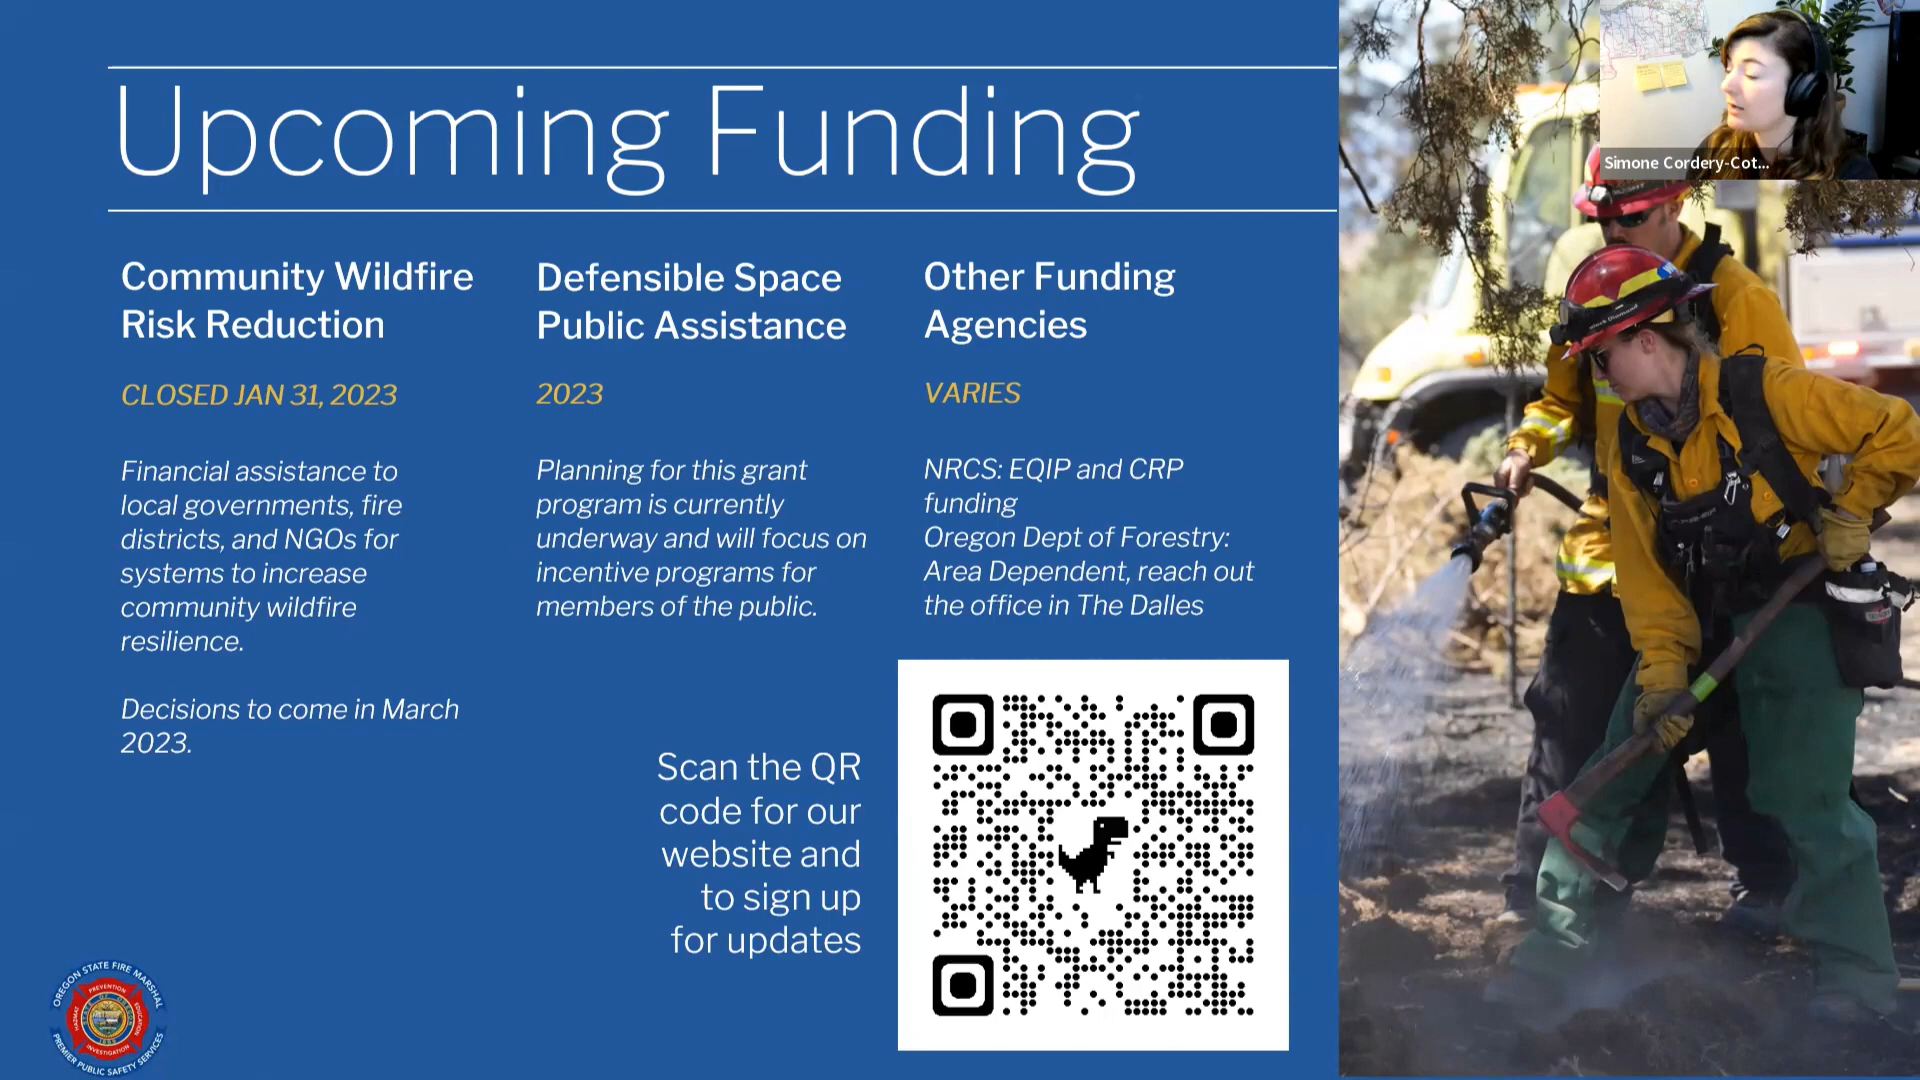 Upcoming Funding
Community Wildfire
Risk Reduction
CLOSED JAN 31, 2023
Financial assistance to
local governments, fire
districts, and NGOs for
systems to increase
community wildfire
resilience.
Decisions to come in March
2023.
Defensible Space
Public Assistance
2023
Planning for this grant
program is currently
underway and will focus on
incentive programs for
members of the public.
Other Funding
Agencies
VARIES
NRCS: EQIP and CRP
funding
Oregon Dept of Forestry:
Area Dependent, reach out
the office in The Dalles
Scan the QR
code for our
website and
to sign up
for updates
OREGON STATE FIRE MARSHAL
PREVENTION
HAZMAT
EDUCATION
INVESTIGATION
PREMIER PUBLIC SAFETY SERVICES
Simone Cordery-Cot...
Black Diamond